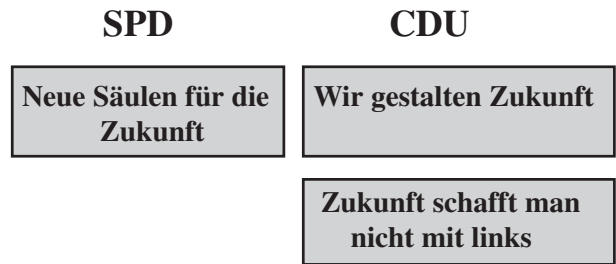 SPD
CDU
Neue Säulen für die
Zukunft
Wir gestalten Zukunft
Zukunft schafft man
nicht mit links